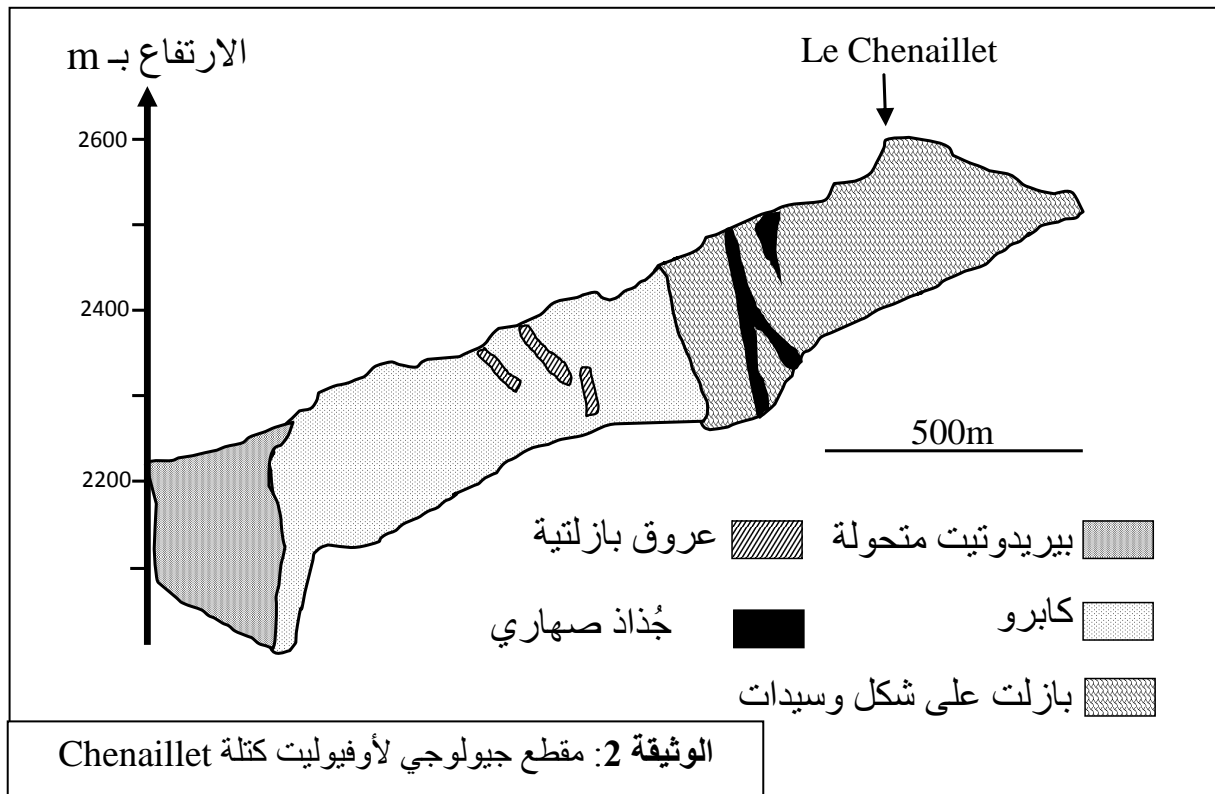 الارتفاع بـ m
Le Chenaillet
2600
2400
2200
500m
بيريدوتيت متحولة
عروق بازلتية
كابرو
جُذاذ صهاري
بازلت على شكل وسيدات
الوثيقة 2: مقطع جيولوجي لأوفيوليت كتلة Chenaillet